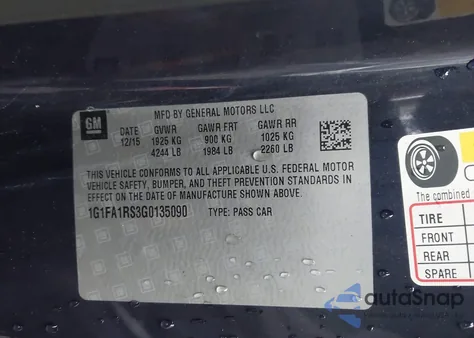 GM
MFD BY GENERAL MOTORS LLC
DATE GVWR GAWR FRT GAWR RR
12/15 1925 KG 900 KG 1025 KG
4244 LB 1984 LB 2260 LB
THIS VEHICLE CONFORMS TO ALL APPLICABLE U.S. FEDERAL MOTOR
VEHICLE SAFETY, BUMPER, AND THEFT PREVENTION STANDARDS IN
EFFECT ON THE DATE OF MANUFACTURE SHOWN ABOVE.
1G1FA1RS3G0135090 TYPE: PASS CAR
The combined
TIRE
FRONT
REAR
SPARE
autoSnap